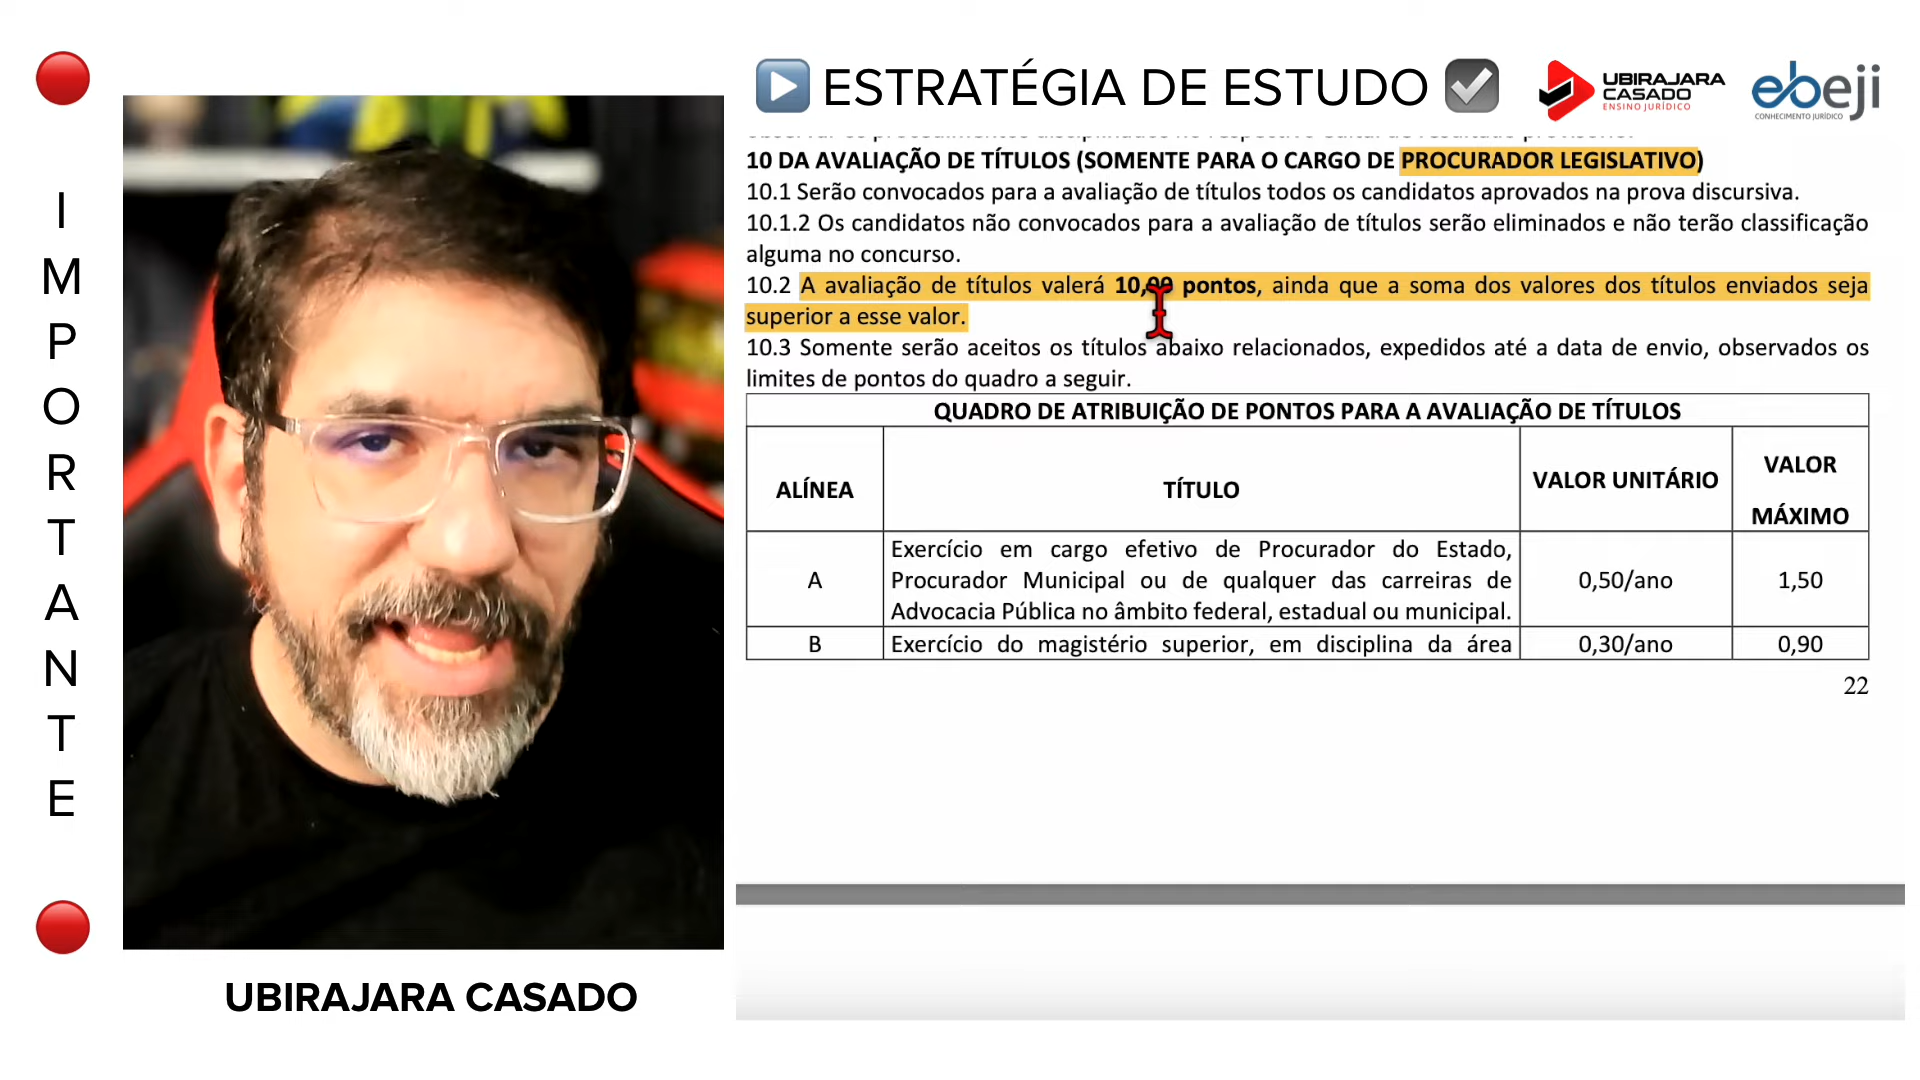 I
M
P
O
R
T
A
N
T
E
UBIRAJARA CASADO
ESTRATÉGIA DE ESTUDO
UBIRAJARA
CASADO
ENSINO JURÍDICO
ebeji
CONHECIMENTO JURÍDICO
10 DA AVALIAÇÃO DE TÍTULOS (SOMENTE PARA O CARGO DE PROCURADOR LEGISLATIVO)
10.1 Serão convocados para a avaliação de títulos todos os candidatos aprovados na prova discursiva.
10.1.2 Os candidatos não convocados para a avaliação de títulos serão eliminados e não terão classificação
alguma no concurso.
10.2 A avaliação de títulos valerá 10,00 pontos, ainda que a soma dos valores dos títulos enviados seja
superior a esse valor.
10.3 Somente serão aceitos os títulos abaixo relacionados, expedidos até a data de envio, observados os
limites de pontos do quadro a seguir.
QUADRO DE ATRIBUIÇÃO DE PONTOS PARA A AVALIAÇÃO DE TÍTULOS
ALÍNEA TÍTULO VALOR UNITÁRIO VALOR
MÁXIMO
Exercício em cargo efetivo de Procurador do Estado,
A Procurador Municipal ou de qualquer das carreiras de 0,50/ano 1,50
Advocacia Pública no âmbito federal, estadual ou municipal.
B Exercício do magistério superior, em disciplina da área 0,30/ano 0,90
22